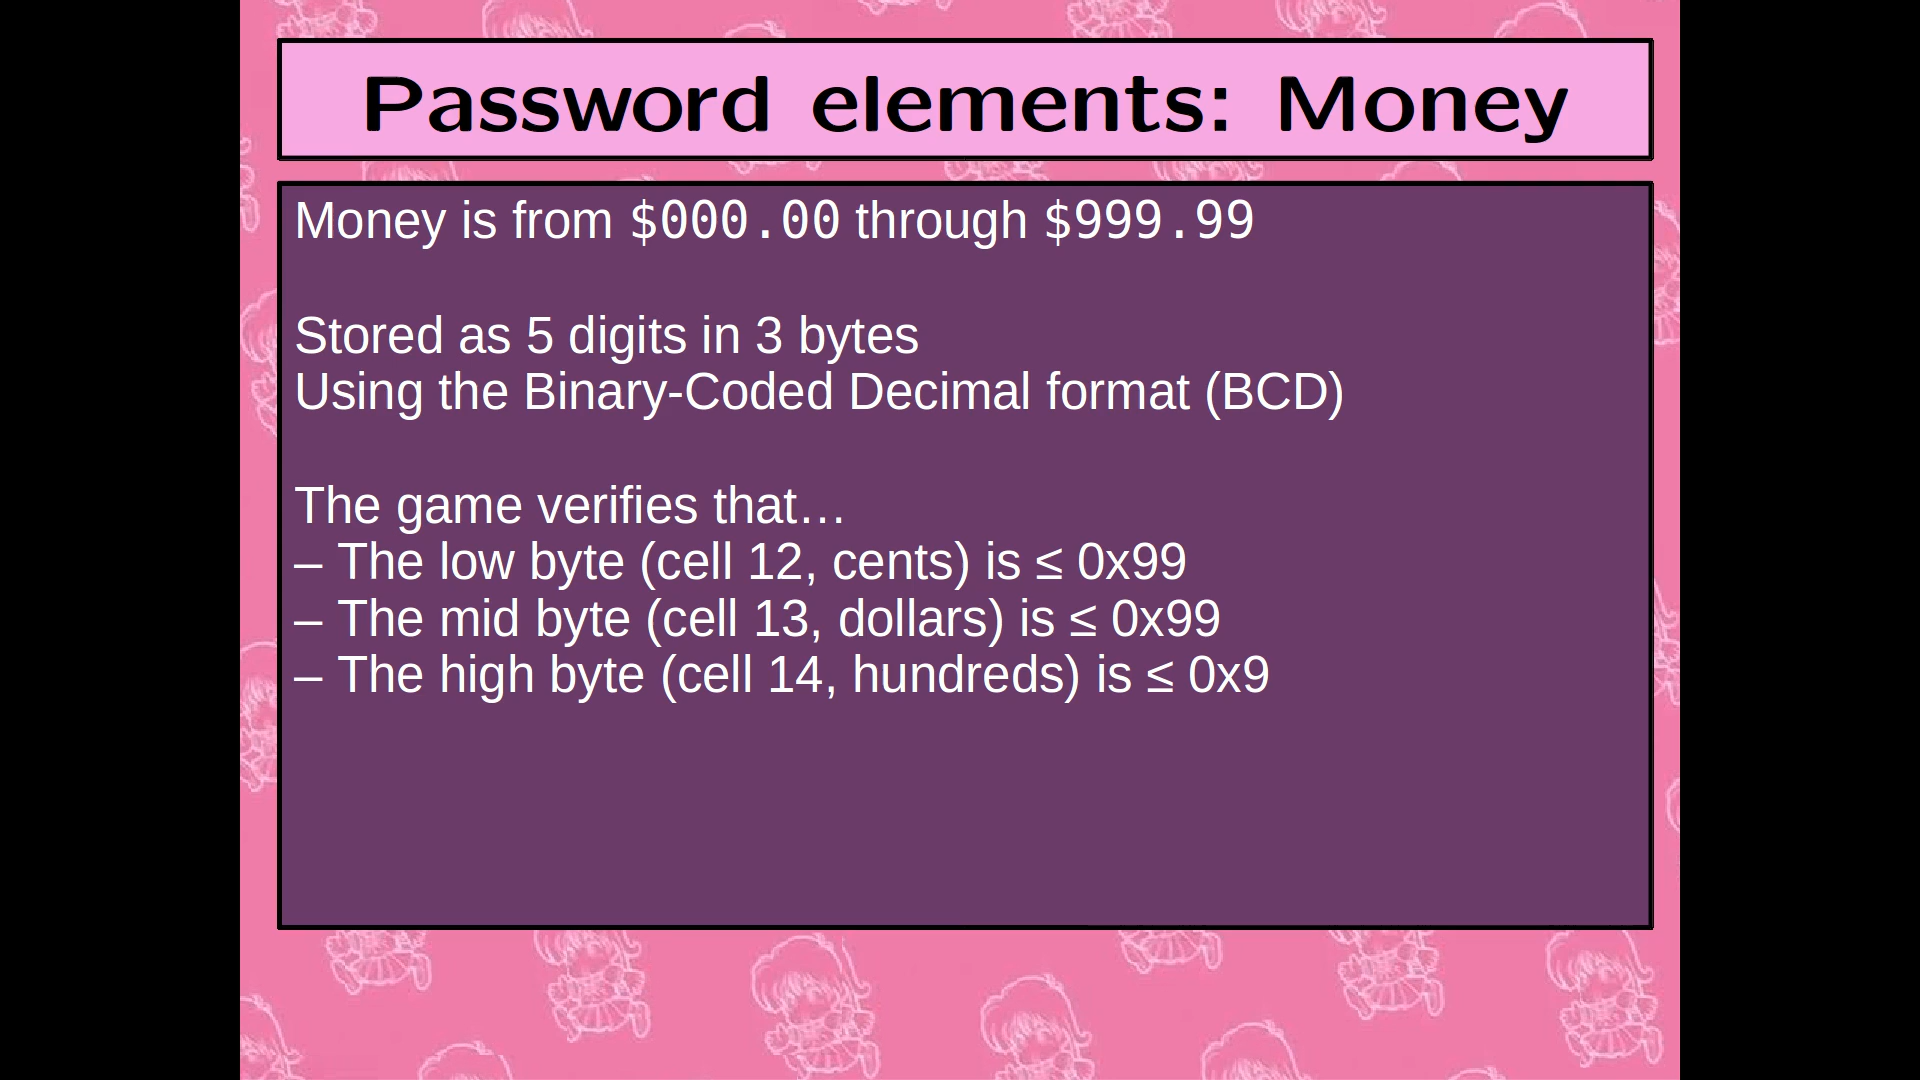 Password elements: Money
Money is from $000.00 through $999.99
Stored as 5 digits in 3 bytes
Using the Binary-Coded Decimal format (BCD)
The game verifies that…
– The low byte (cell 12, cents) is ≤ 0x99
– The mid byte (cell 13, dollars) is ≤ 0x99
– The high byte (cell 14, hundreds) is ≤ 0x9